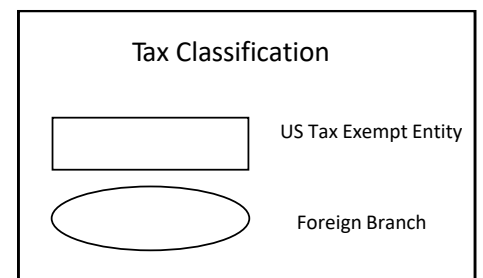 Tax Classification
US Tax Exempt Entity
Foreign Branch